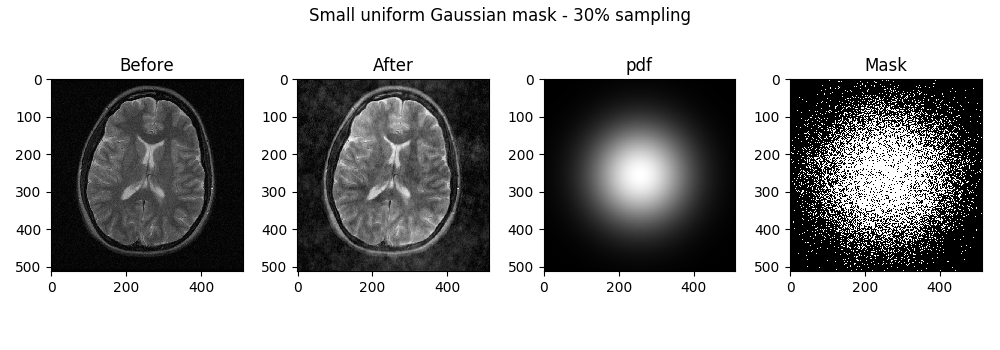 Small uniform Gaussian mask - 30% sampling
Before After pdf Mask
0 0 0 0
100 100 100 100
200 200 200 200
300 300 300 300
400 400 400 400
500 500 500 500
0 200 400 0 200 400 0 200 400 0 200 400